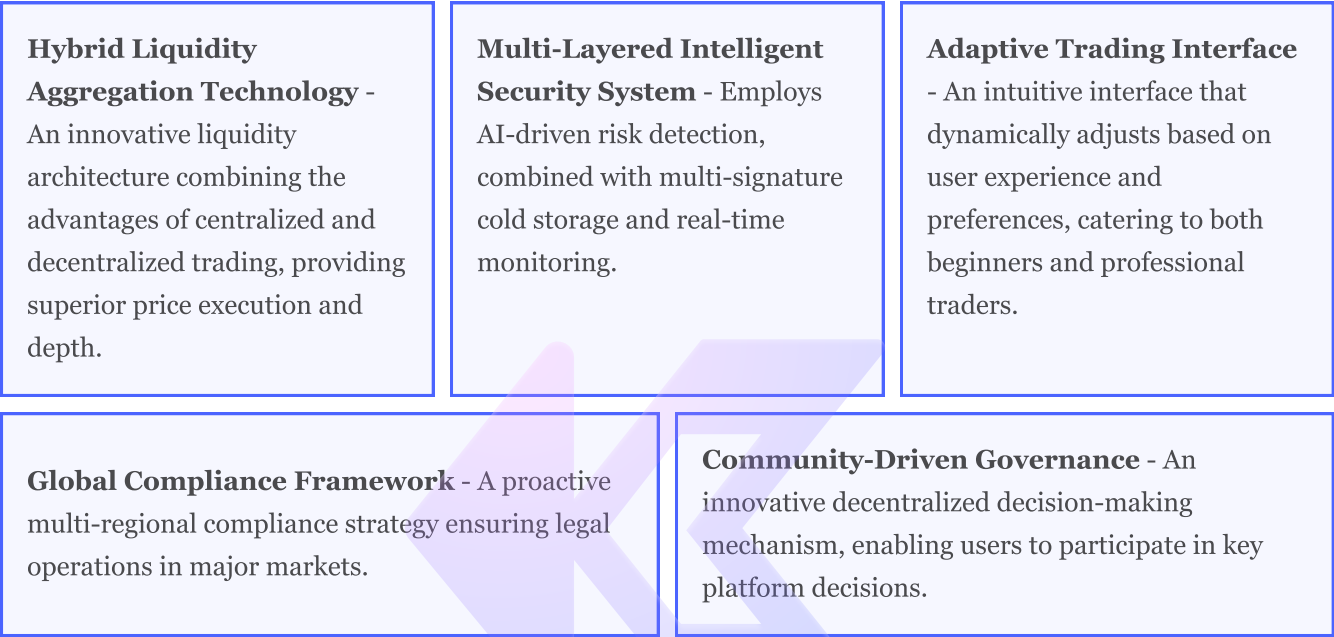 Hybrid Liquidity
Aggregation Technology -
An innovative liquidity
architecture combining the
advantages of centralized and
decentralized trading, providing
superior price execution and
depth.
Multi-Layered Intelligent
Security System - Employs
AI-driven risk detection,
combined with multi-signature
cold storage and real-time
monitoring.
Adaptive Trading Interface
- An intuitive interface that
dynamically adjusts based on
user experience and
preferences, catering to both
beginners and professional
traders.
Global Compliance Framework - A proactive
multi-regional compliance strategy ensuring legal
operations in major markets.
Community-Driven Governance - An
innovative decentralized decision-making
mechanism, enabling users to participate in key
platform decisions.